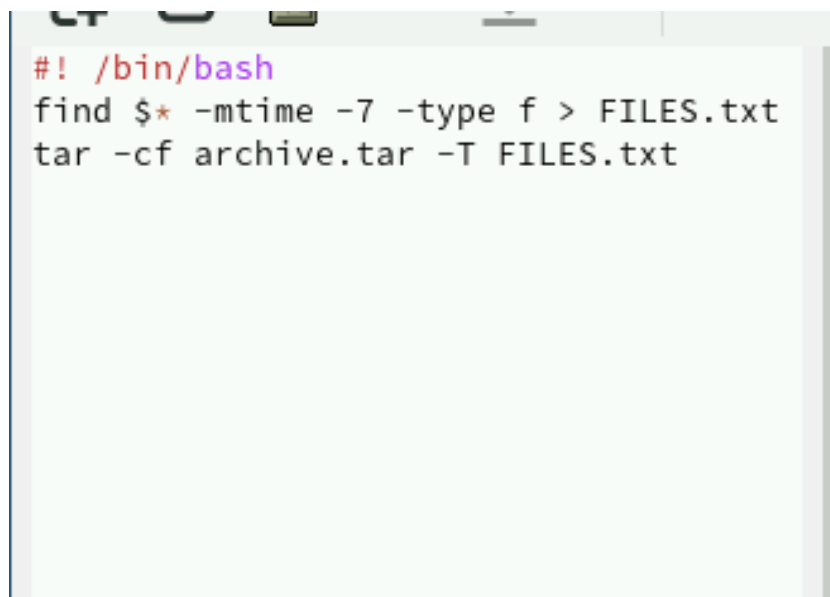 #! /bin/bash
find $* -mtime -7 -type f > FILES.txt
tar -cf archive.tar -T FILES.txt